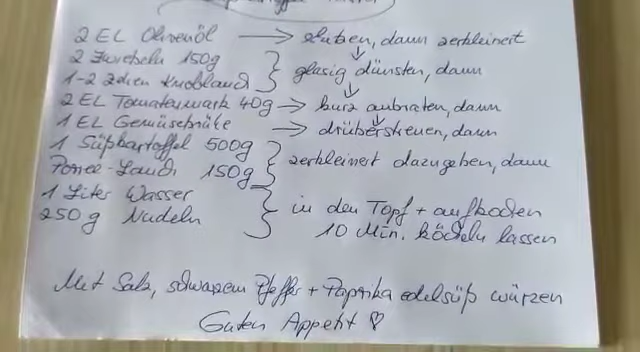 2 EL Olivenöl → reiben, dann zerkleinert
2 Zwiebeln 150g
1-2 Zehen Knoblauch } glasig dünsten, dann
2 EL Tomatenmark 40g → kurz anbraten, dann
1 EL Gemüsebrühe → drüberstreuen, dann
1 Süßkartoffel 500g
Poree-Lauch 150g } zerkleinert dazugeben, dann
1 Liter Wasser
250 g Nudeln } in den Topf + aufkochen
10 Min. köcheln lassen
Mit Salz, schwarzem Pfeffer + Paprika edelsüß würzen
Guten Appetit ♡